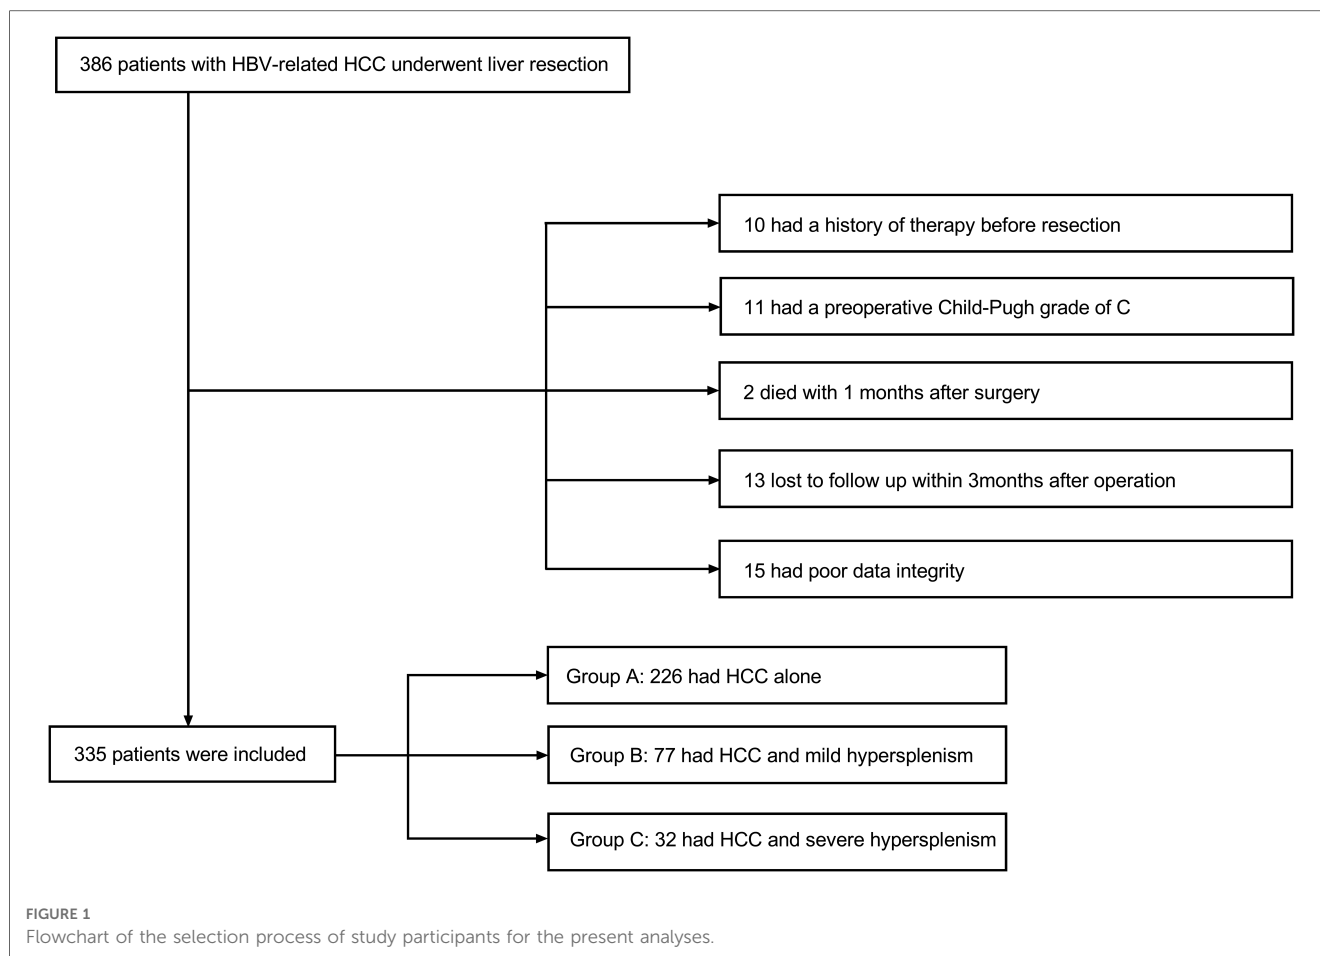 386 patients with HBV-related HCC underwent liver resection
10 had a history of therapy before resection
11 had a preoperative Child-Pugh grade of C
2 died with 1 months after surgery
13 lost to follow up within 3months after operation
15 had poor data integrity
Group A: 226 had HCC alone
335 patients were included
Group B: 77 had HCC and mild hypersplenism
Group C: 32 had HCC and severe hypersplenism
FIGURE 1
Flowchart of the selection process of study participants for the present analyses.